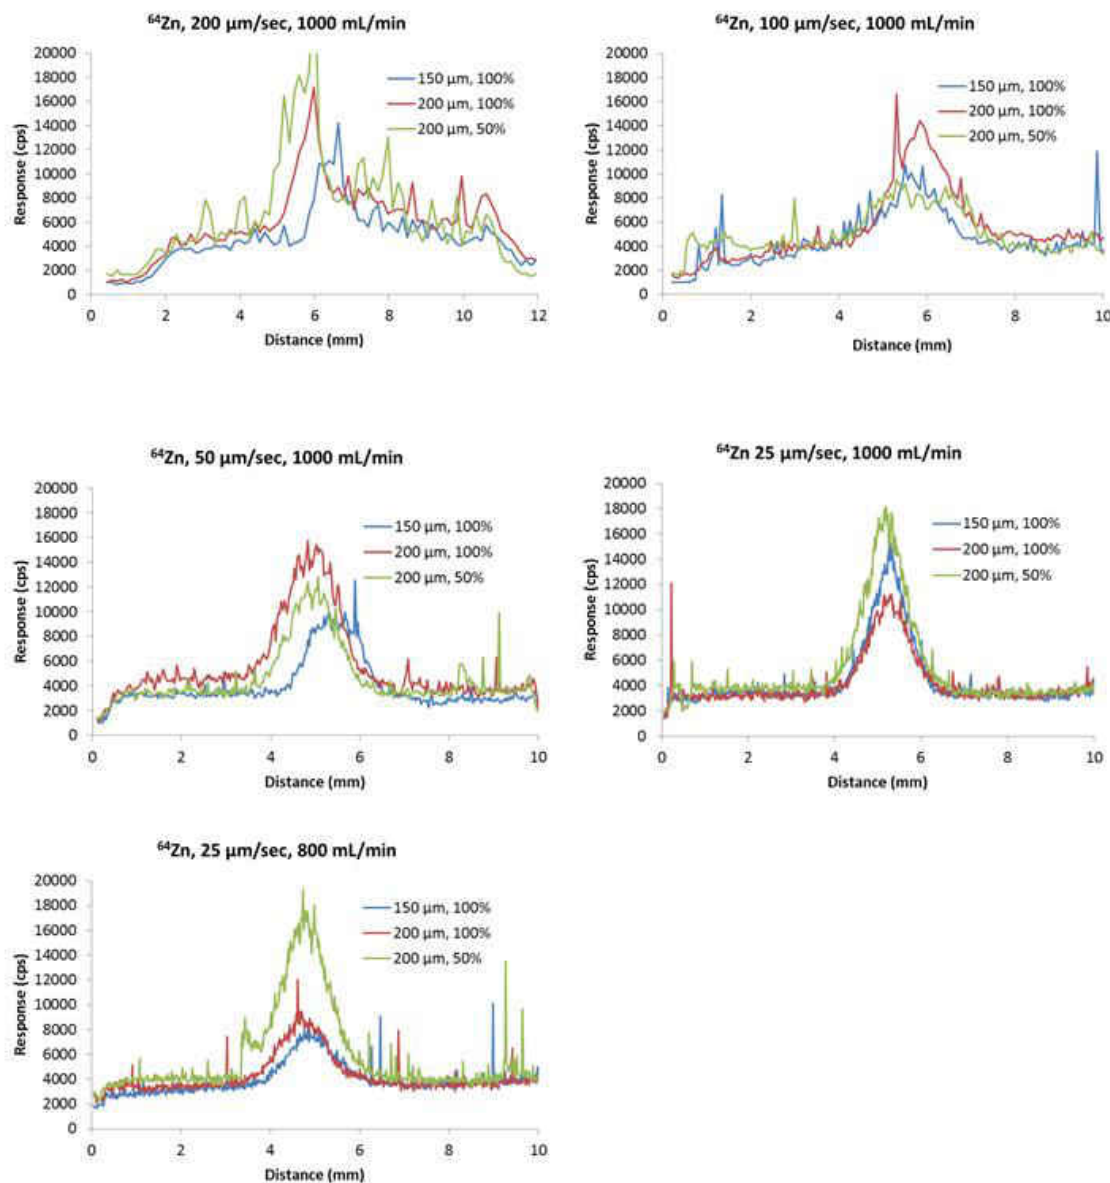 ⁶⁴Zn, 200 µm/sec, 1000 mL/min
20000
18000
16000
14000
12000
10000
8000
6000
4000
2000
0
Response (cps)
150 µm, 100%
200 µm, 100%
200 µm, 50%
0 2 4 6 8 10 12
Distance (mm)
⁶⁴Zn, 100 µm/sec, 1000 mL/min
20000
18000
16000
14000
12000
10000
8000
6000
4000
2000
0
Response (cps)
150 µm, 100%
200 µm, 100%
200 µm, 50%
0 2 4 6 8 10
Distance (mm)
⁶⁴Zn, 50 µm/sec, 1000 mL/min
20000
18000
16000
14000
12000
10000
8000
6000
4000
2000
0
Response (cps)
150 µm, 100%
200 µm, 100%
200 µm, 50%
0 2 4 6 8 10
Distance (mm)
⁶⁴Zn 25 µm/sec, 1000 mL/min
20000
18000
16000
14000
12000
10000
8000
6000
4000
2000
0
Response (cps)
150 µm, 100%
200 µm, 100%
200 µm, 50%
0 2 4 6 8 10
Distance (mm)
⁶⁴Zn, 25 µm/sec, 800 mL/min
20000
18000
16000
14000
12000
10000
8000
6000
4000
2000
0
Response (cps)
150 µm, 100%
200 µm, 100%
200 µm, 50%
0 2 4 6 8 10
Distance (mm)